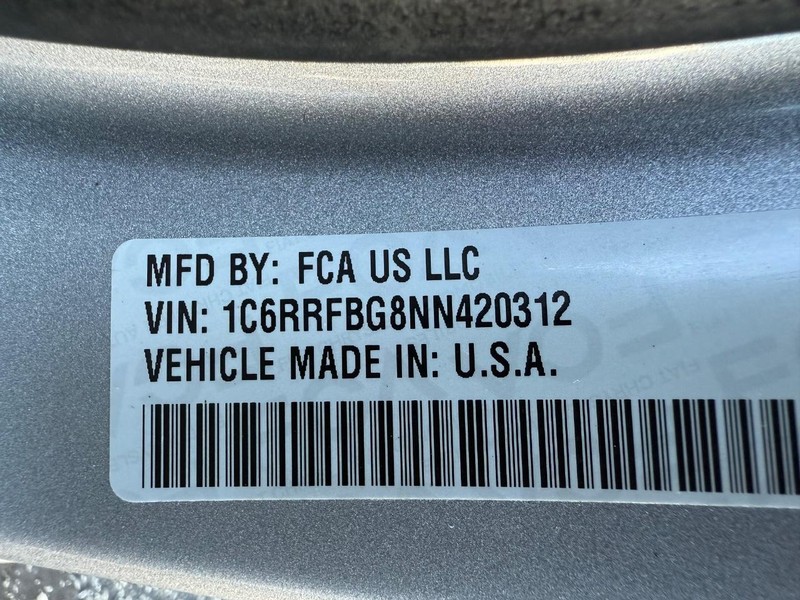 MFD BY: FCA US LLC
VIN: 1C6RRFBG8NN420312
VEHICLE MADE IN: U.S.A.